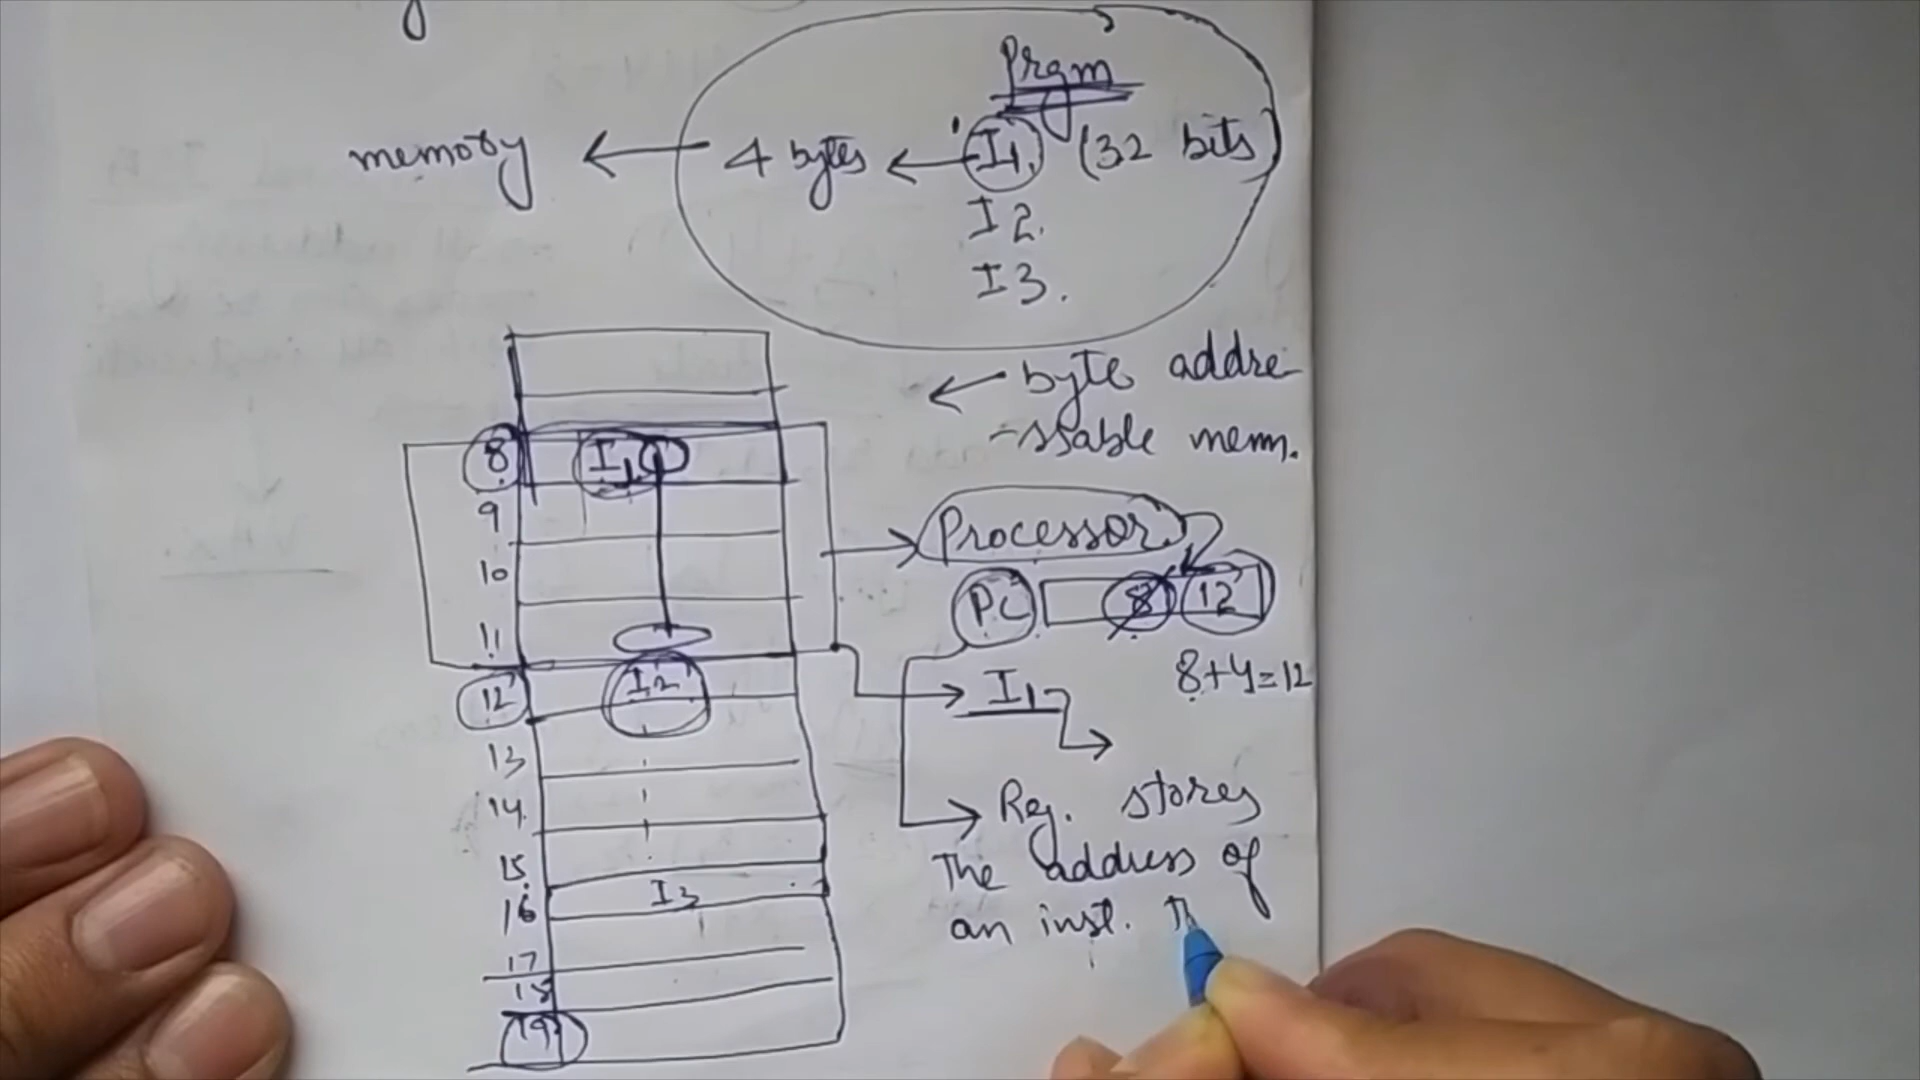 Prgm
memory ← 4 bytes ← I1. (32 bits)
I2.
I3.
← byte addre
-ssable mem.
8 I1
9
10
11
12 I2
13
14
15
16 I3
17
18
19
Processor
PC 8 12
8+4=12
I1
Reg. stores
The address of
an inst.